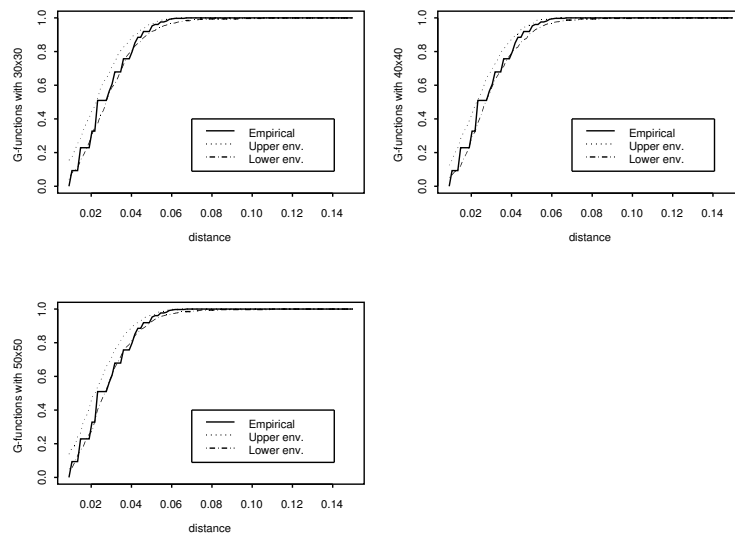 G-functions with 30x30
1.0
0.8
0.6
0.4
0.2
0.0
Empirical
Upper env.
Lower env.
0.02 0.04 0.06 0.08 0.10 0.12 0.14
distance
G-functions with 40x40
1.0
0.8
0.6
0.4
0.2
0.0
Empirical
Upper env.
Lower env.
0.02 0.04 0.06 0.08 0.10 0.12 0.14
distance
G-functions with 50x50
1.0
0.8
0.6
0.4
0.2
0.0
Empirical
Upper env.
Lower env.
0.02 0.04 0.06 0.08 0.10 0.12 0.14
distance